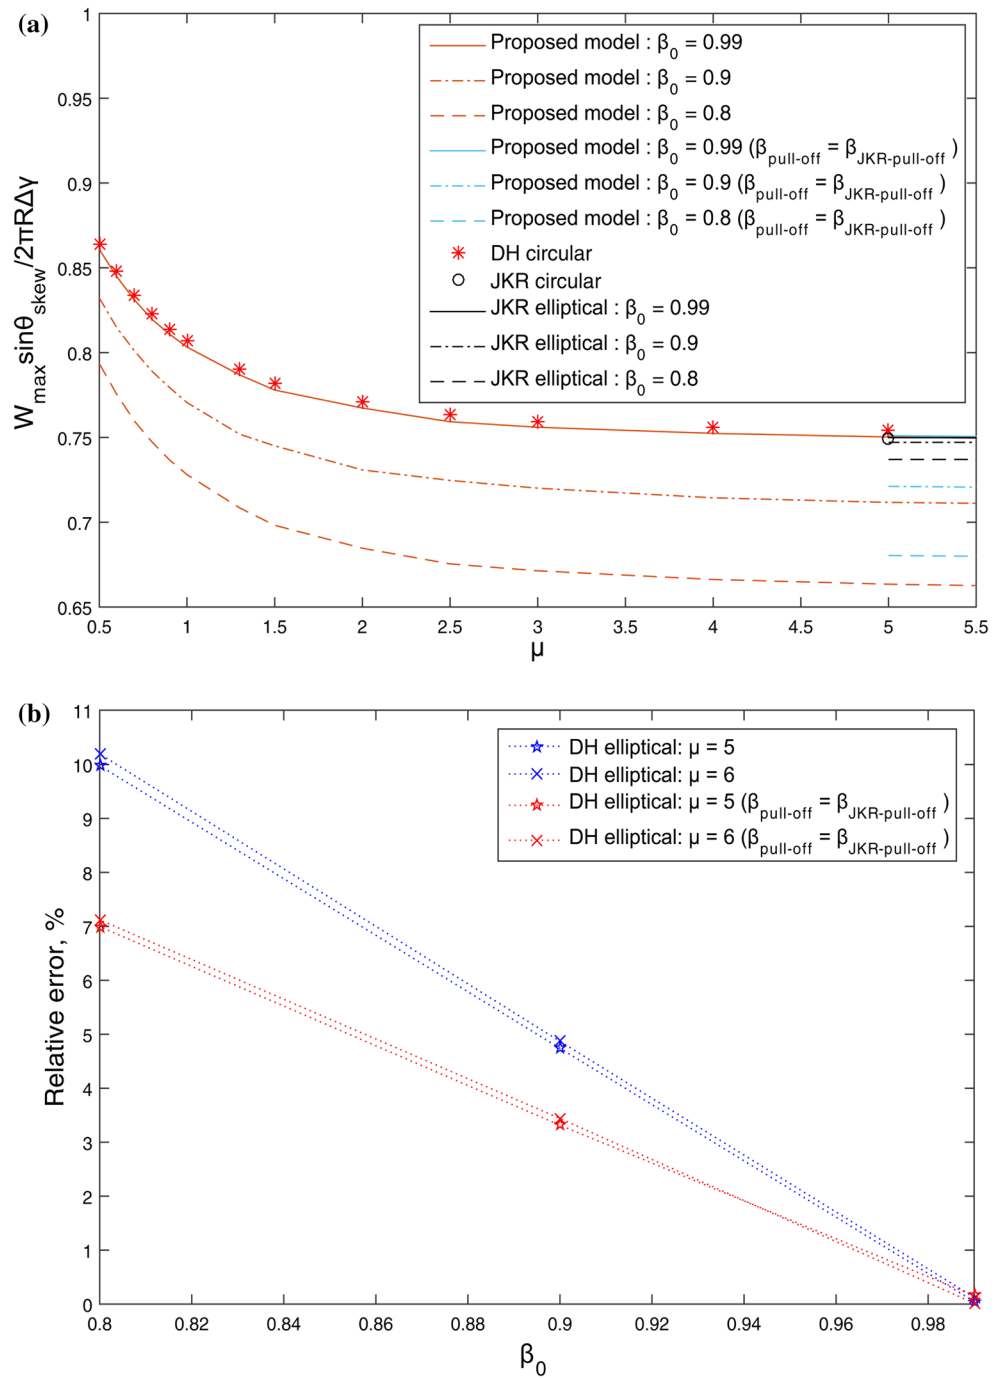 (a)
1
0.95
0.9
0.85
0.8
0.75
0.7
0.65
W_max sinθ_skew/2πRΔγ
Proposed model : β_0 = 0.99
Proposed model : β_0 = 0.9
Proposed model : β_0 = 0.8
Proposed model : β_0 = 0.99 (β_pull-off = β_JKR-pull-off )
Proposed model : β_0 = 0.9 (β_pull-off = β_JKR-pull-off )
Proposed model : β_0 = 0.8 (β_pull-off = β_JKR-pull-off )
DH circular
JKR circular
JKR elliptical : β_0 = 0.99
JKR elliptical : β_0 = 0.9
JKR elliptical : β_0 = 0.8
0.5 1 1.5 2 2.5 3 3.5 4 4.5 5 5.5
μ
(b)
11
10
9
8
7
6
5
4
3
2
1
0
Relative error, %
DH elliptical: μ = 5
DH elliptical: μ = 6
DH elliptical: μ = 5 (β_pull-off = β_JKR-pull-off )
DH elliptical: μ = 6 (β_pull-off = β_JKR-pull-off )
0.8 0.82 0.84 0.86 0.88 0.9 0.92 0.94 0.96 0.98
β_0